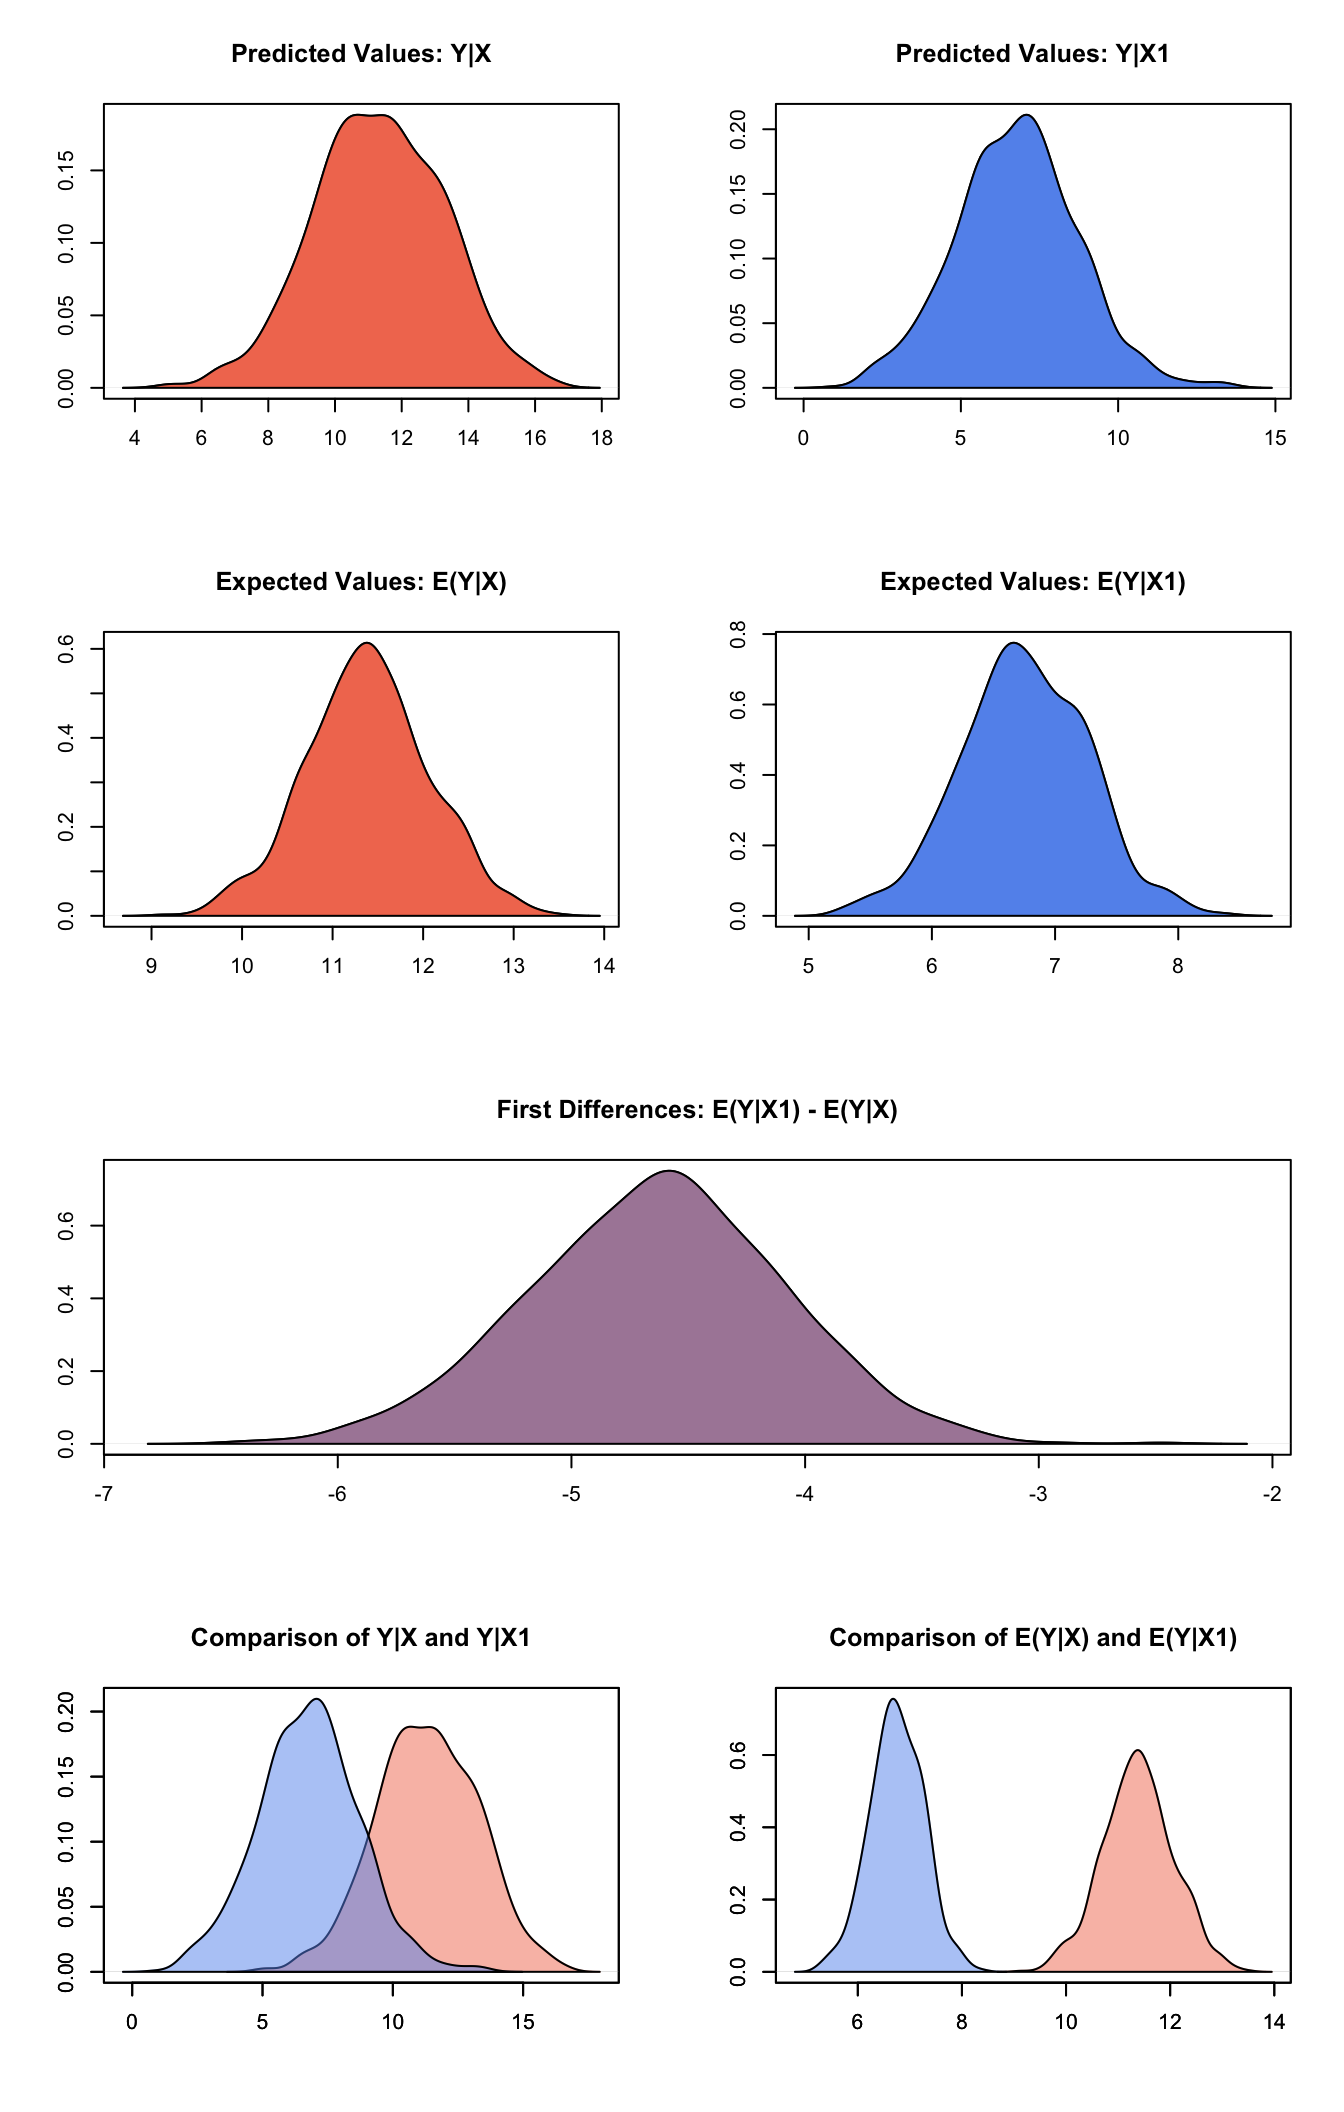 Predicted Values: Y|X
0.15
0.10
0.05
0.00
4 6 8 10 12 14 16 18
Predicted Values: Y|X1
0.20
0.15
0.10
0.05
0.00
0 5 10 15
Expected Values: E(Y|X)
0.6
0.4
0.2
0.0
9 10 11 12 13 14
Expected Values: E(Y|X1)
0.8
0.6
0.4
0.2
0.0
5 6 7 8
First Differences: E(Y|X1) - E(Y|X)
0.6
0.4
0.2
0.0
-7 -6 -5 -4 -3 -2
Comparison of Y|X and Y|X1
0.20
0.15
0.10
0.05
0.00
0 5 10 15
Comparison of E(Y|X) and E(Y|X1)
0.6
0.4
0.2
0.0
6 8 10 12 14